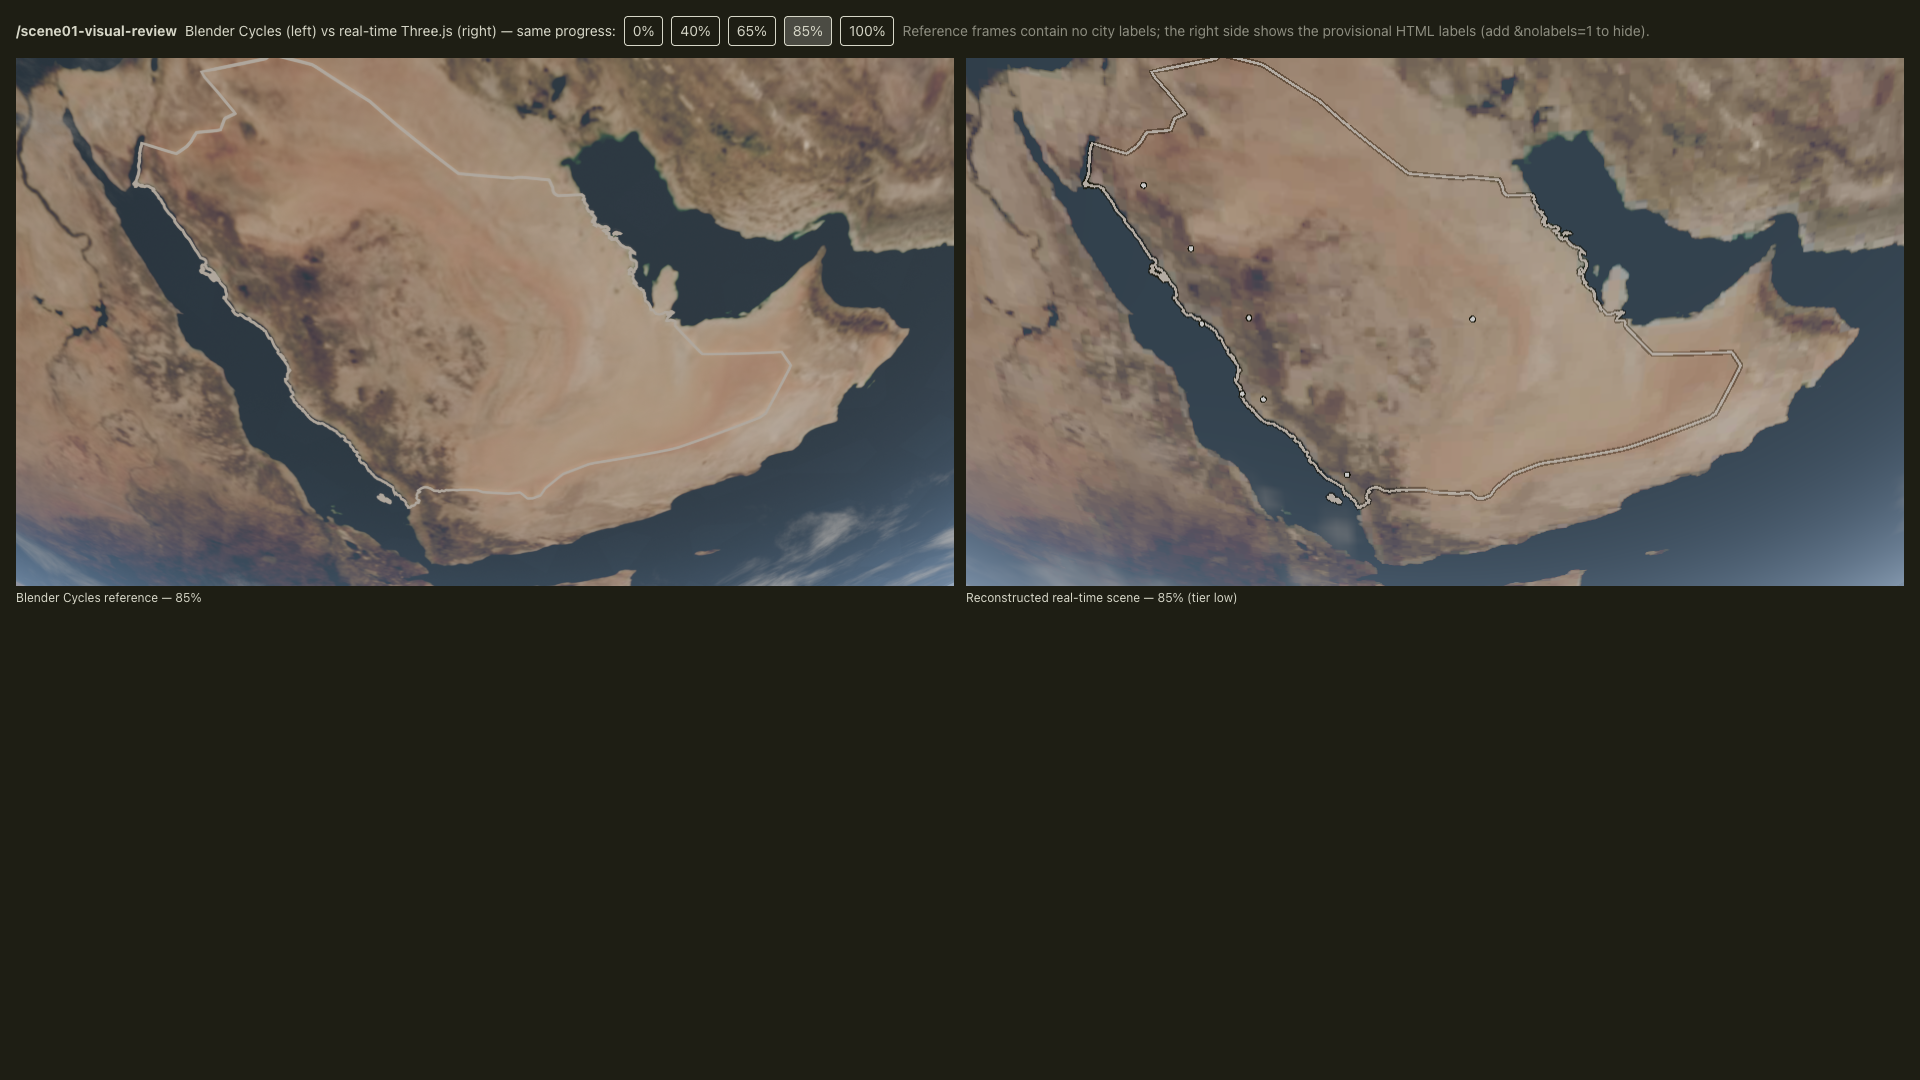 /scene01-visual-review Blender Cycles (left) vs real-time Three.js (right) — same progress: 0% 40% 65% 85% 100% Reference frames contain no city labels; the right side shows the provisional HTML labels (add &nolabels=1 to hide).
Blender Cycles reference — 85%
Reconstructed real-time scene — 85% (tier low)